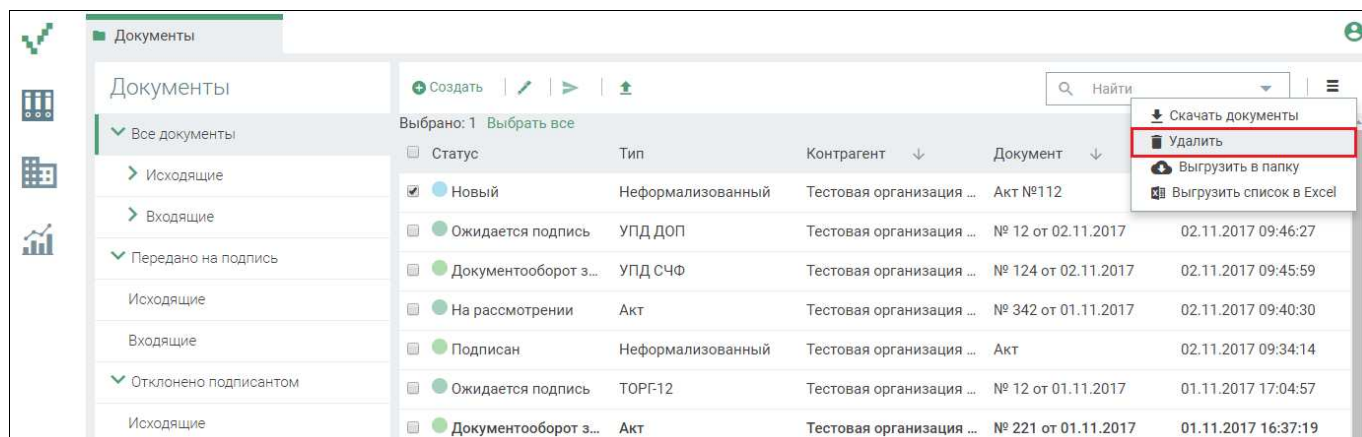 Документы
Документы
Все документы
Исходящие
Входящие
Передано на подпись
Исходящие
Входящие
Отклонено подписантом
Исходящие
Создать
Найти
Скачать документы
Удалить
Выгрузить в папку
Выгрузить список в Excel
Выбрано: 1 Выбрать все
Статус Тип Контрагент Документ
Новый Неформализованный Тестовая организация ... Акт №112
Ожидается подпись УПД ДОП Тестовая организация ... № 12 от 02.11.2017 02.11.2017 09:46:27
Документооборот з... УПД СЧФ Тестовая организация ... № 124 от 02.11.2017 02.11.2017 09:45:59
На рассмотрении Акт Тестовая организация ... № 342 от 01.11.2017 02.11.2017 09:40:30
Подписан Неформализованный Тестовая организация ... Акт 02.11.2017 09:34:14
Ожидается подпись ТОРГ-12 Тестовая организация ... № 12 от 01.11.2017 01.11.2017 17:04:57
Документооборот з... Акт Тестовая организация ... № 221 от 01.11.2017 01.11.2017 16:37:19